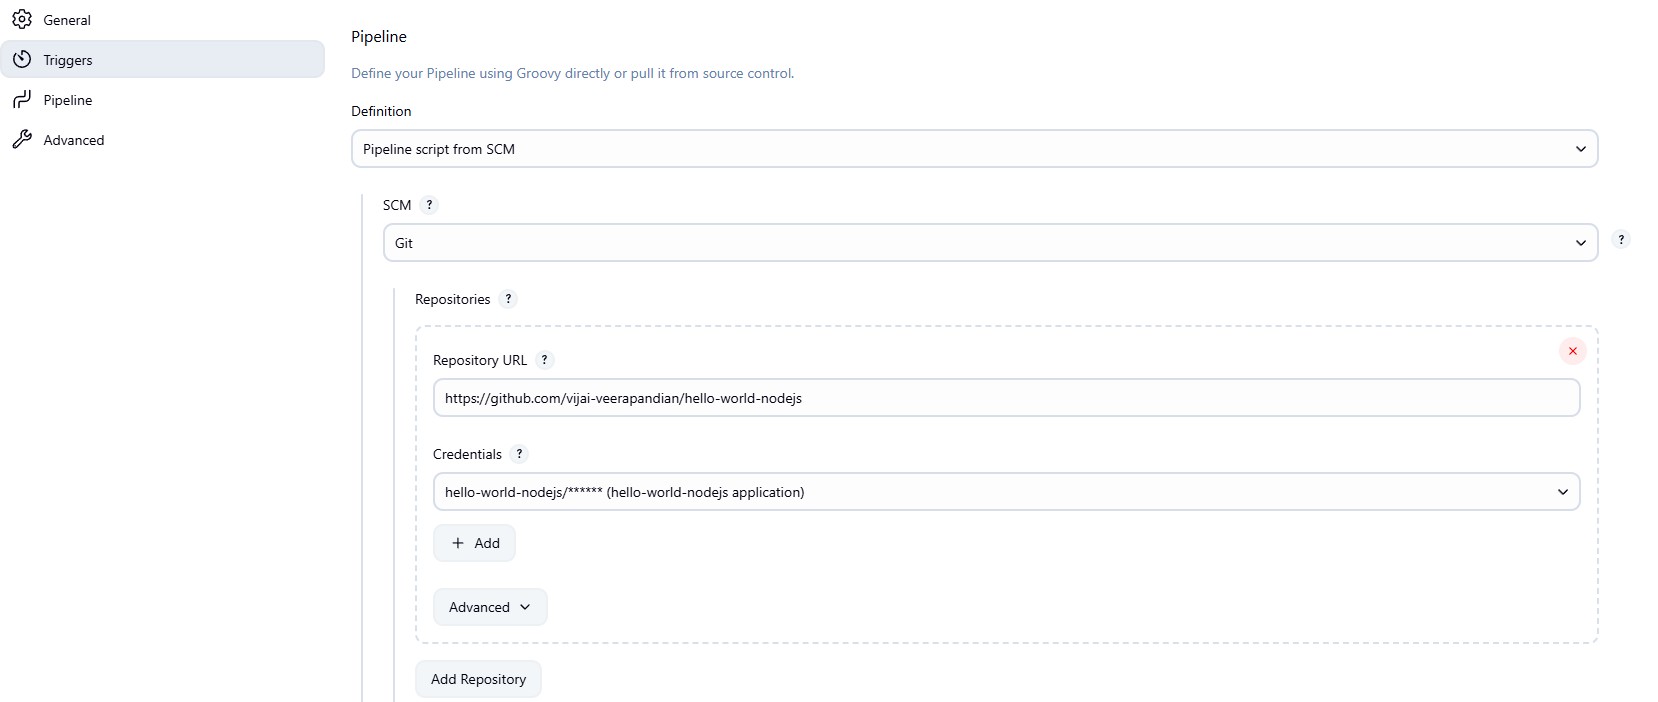 General
Triggers
Pipeline
Advanced
Pipeline
Define your Pipeline using Groovy directly or pull it from source control.
Definition
Pipeline script from SCM
SCM ?
Git
?
Repositories ?
Repository URL ?
https://github.com/vijai-veerapandian/hello-world-nodejs
Credentials ?
hello-world-nodejs/****** (hello-world-nodejs application)
+ Add
Advanced
Add Repository